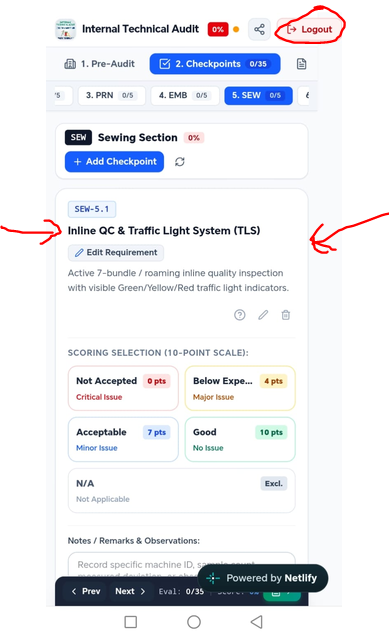 Internal Technical Audit 0% Logout
1. Pre-Audit 2. Checkpoints 0/35
/5 3. PRN 0/5 4. EMB 0/5 5. SEW 0/5
SEW Sewing Section 0%
+ Add Checkpoint
SEW-5.1
Inline QC & Traffic Light System (TLS)
Edit Requirement
Active 7-bundle / roaming inline quality inspection
with visible Green/Yellow/Red traffic light indicators.
SCORING SELECTION (10-POINT SCALE):
Not Accepted 0 pts Below Expe... 4 pts
Critical Issue Major Issue
Acceptable 7 pts Good 10 pts
Minor Issue No Issue
N/A Excl.
Not Applicable
Notes / Remarks & Observations:
Record specific machine ID, sample count,
Powered by Netlify
Prev Next Eval: 0/35